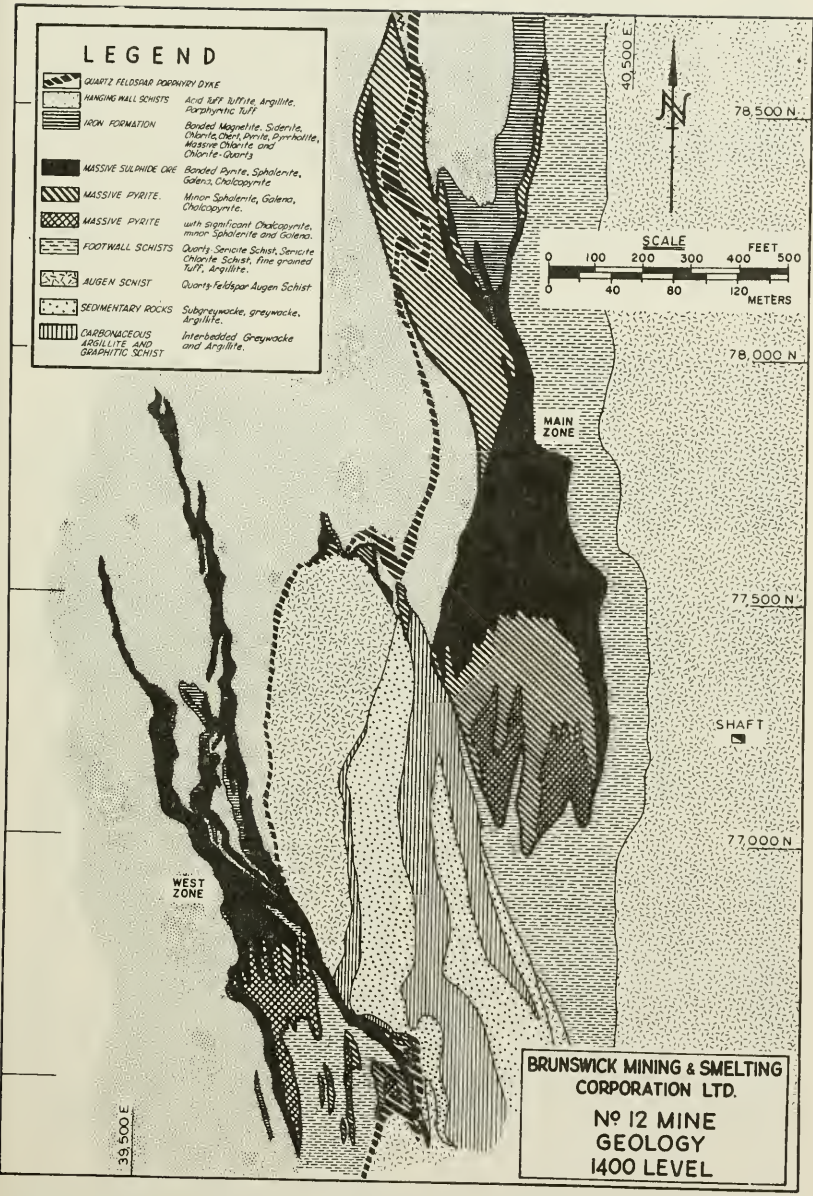 LEGEND
QUARTZ FELDSPAR PORPHYRY DYKE
HANGING WALL SCHISTS Acid Tuff Tuffite, Argillite,
Porphyritic Tuff
IRON FORMATION Banded Magnetite, Siderite,
Chlorite, Chert, Pyrite, Pyrrhotite,
Massive Chlorite and
Chlorite-Quartz
MASSIVE SULPHIDE ORE Banded Pyrite, Sphalerite,
Galena, Chalcopyrite
MASSIVE PYRITE. Minor Sphalerite, Galena,
Chalcopyrite.
MASSIVE PYRITE with significant Chalcopyrite,
minor Sphalerite and Galena.
FOOTWALL SCHISTS Quartz-Sericite Schist, Sericite
Chlorite Schist, fine grained
Tuff, Argillite.
AUGEN SCHIST Quartz-Feldspar Augen Schist
SEDIMENTARY ROCKS Subgreywacke, greywacke,
Argillite.
CARBONACEOUS
ARGILLITE AND
GRAPHITIC SCHIST
Interbedded Greywacke
and Argillite.
40,500 E
N
78,500 N
SCALE FEET
0 100 200 300 400 500
0 40 80 120
METERS
78,000 N
MAIN
ZONE
77,500 N
SHAFT
77,000 N
WEST
ZONE
39,500 E
BRUNSWICK MINING & SMELTING
CORPORATION LTD.
Nº 12 MINE
GEOLOGY
1400 LEVEL